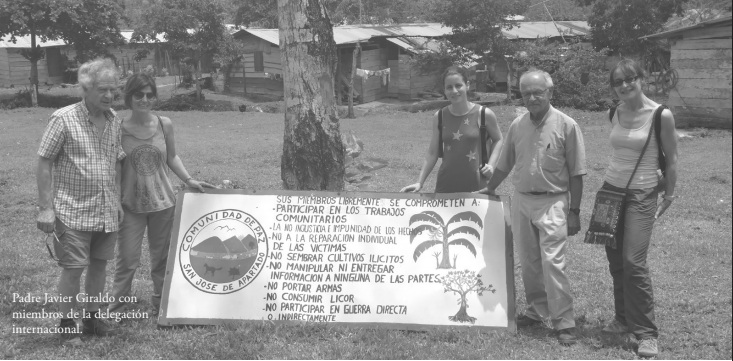 COMUNIDAD DE PAZ
SAN JOSE DE APARTADO
SUS MIEMBROS LIBREMENTE SE COMPROMETEN A:
-PARTICIPAR EN LOS TRABAJOS
COMUNITARIOS
-LA NO INJUSTICIA E IMPUNIDAD DE LOS HECHOS
-NO A LA REPARACIÓN INDIVIDUAL
DE LAS VICTIMAS
-NO SEMBRAR CULTIVOS ILICITOS
-NO MANIPULAR NI ENTREGAR
INFORMACION A NINGUNA DE LAS PARTES
-NO PORTAR ARMAS
-NO CONSUMIR LICOR
-NO PARTICIPAR EN GUERRA DIRECTA
O INDIRECTAMENTE
Padre Javier Giraldo con
miembros de la delegación
internacional.